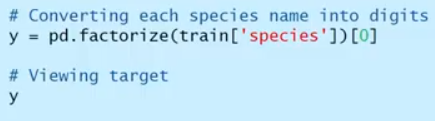 # Converting each species name into digits
y = pd.factorize(train['species'])[0]
# Viewing target
y